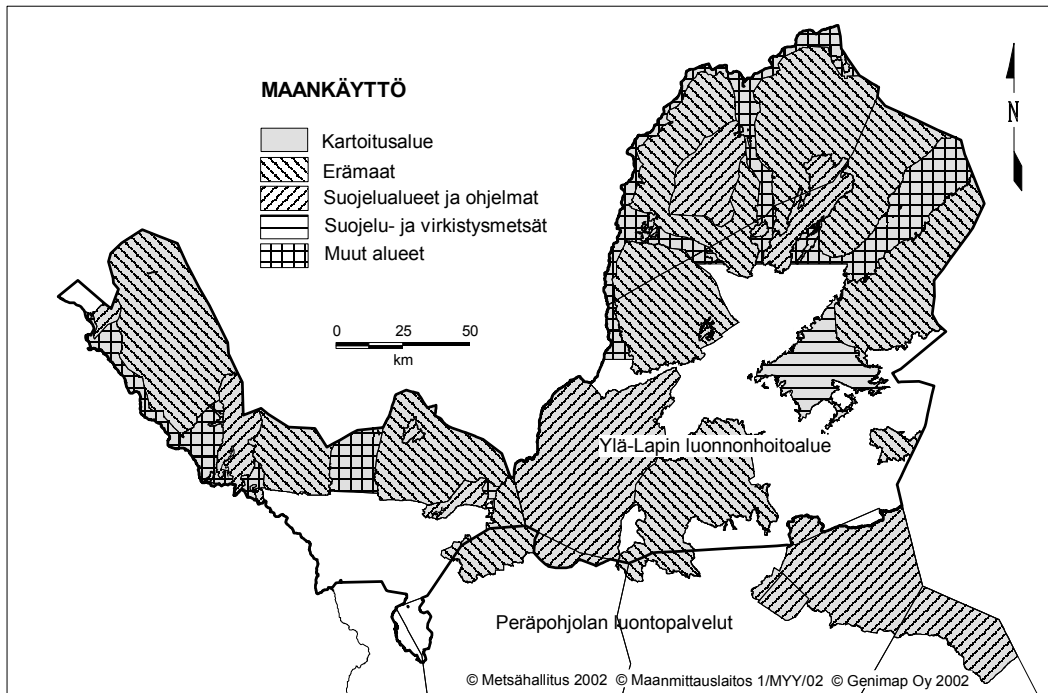 MAANKÄYTTÖ
Kartoitusalue
Erämaat
Suojelualueet ja ohjelmat
Suojelu- ja virkistysmetsät
Muut alueet
N
0 25 50
km
Ylä-Lapin luonnonhoitoalue
Peräpohjolan luontopalvelut
© Metsähallitus 2002 © Maanmittauslaitos 1/MYY/02 © Genimap Oy 2002